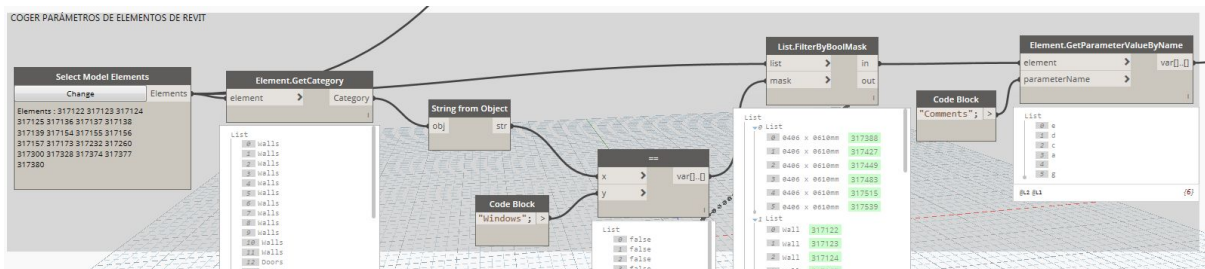 COGER PARÁMETROS DE ELEMENTOS DE REVIT
Select Model Elements
Change
Elements
Elements : 317122 317123 317124
317125 317136 317137 317138
317139 317154 317155 317156
317157 317173 317232 317260
317300 317328 317374 317377
317380
Element.GetCategory
element >
Category
List
0 Walls
1 Walls
2 Walls
3 Walls
4 Walls
5 Walls
6 Walls
7 Walls
8 Walls
9 Walls
10 Walls
11 Walls
12 Doors
String from Object
obj
str
Code Block
"Windows"; >
==
x >
y >
var[]..[]
List
0 false
1 false
2 false
3 false
List.FilterByBoolMask
list >
in
mask >
out
List
0 List
0 0406 x 0610mm 317388
1 0406 x 0610mm 317427
2 0406 x 0610mm 317449
3 0406 x 0610mm 317483
4 0406 x 0610mm 317515
5 0406 x 0610mm 317539
1 List
0 Wall 317122
1 Wall 317123
2 Wall 317124
Code Block
"Comments"; >
Element.GetParameterValueByName
element >
var[]..[]
parameterName >
List
0 e
1 d
2 c
3 a
4
5 g
@L2 @L1
{6}